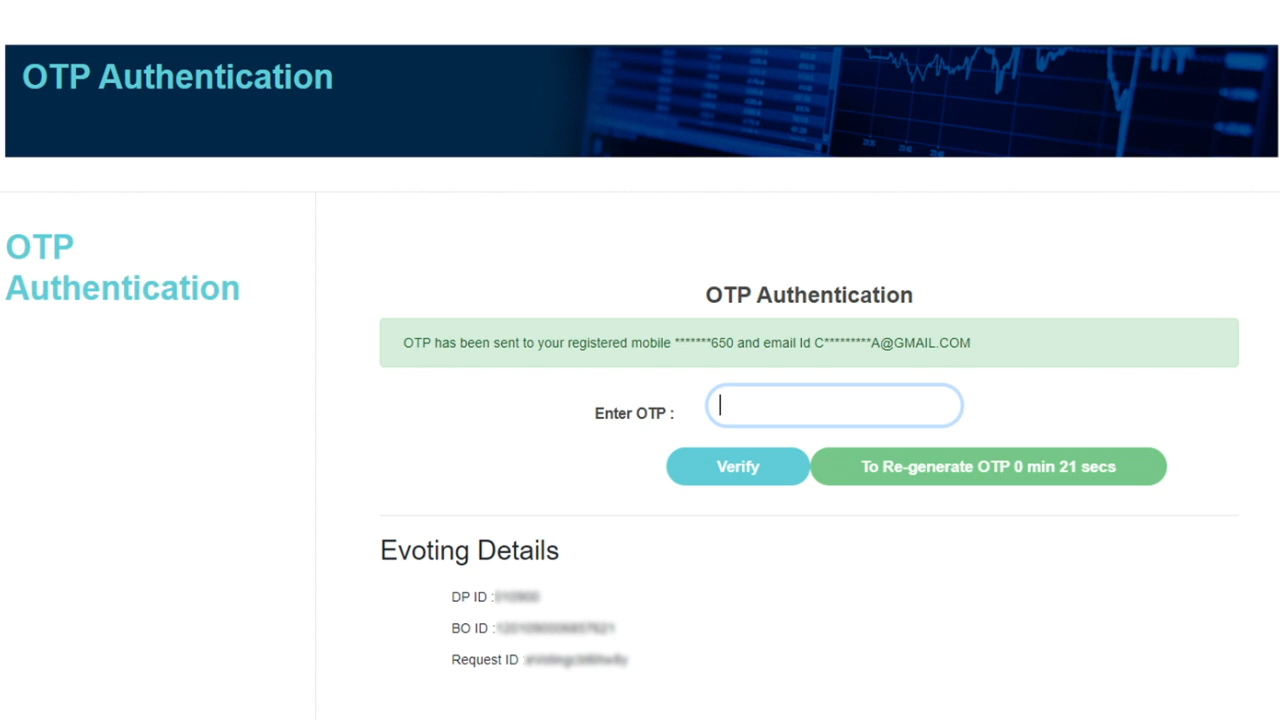 OTP Authentication
OTP
Authentication
OTP Authentication
OTP has been sent to your registered mobile *******650 and email Id C*********A@GMAIL.COM
Enter OTP :
Verify
To Re-generate OTP 0 min 21 secs
Evoting Details
DP ID :
BO ID :
Request ID :